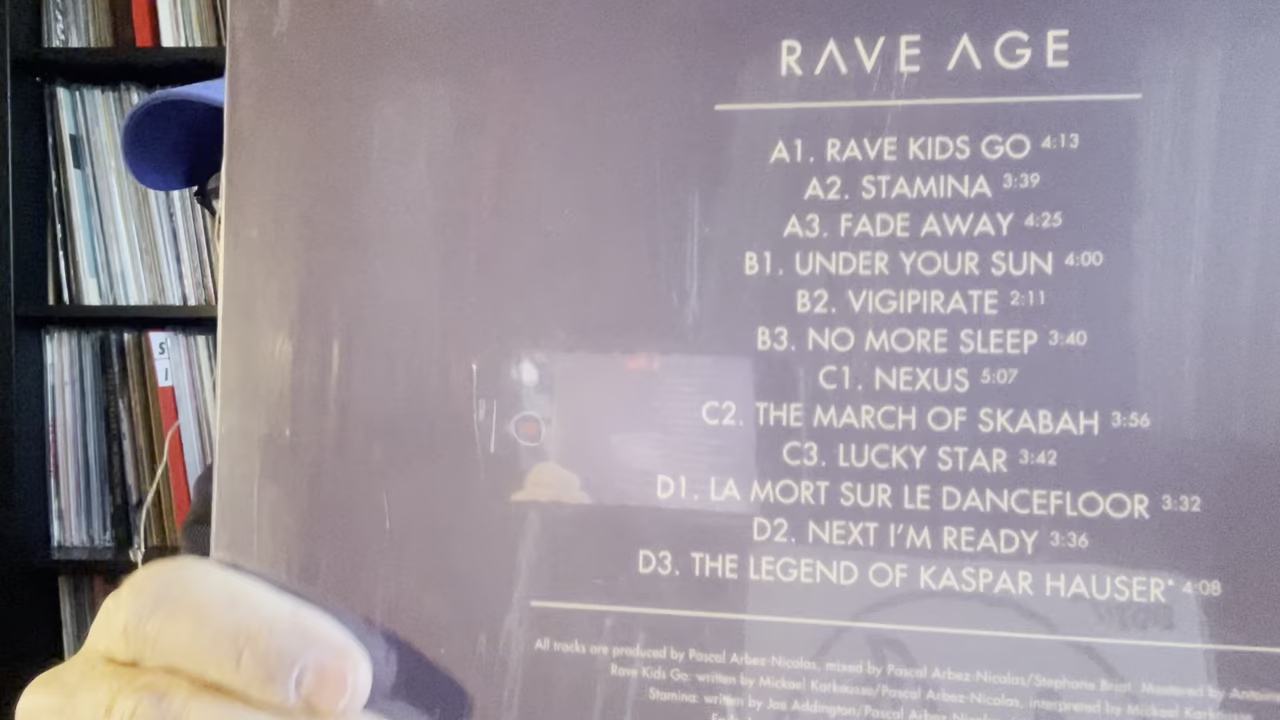 RAVE AGE
A1. RAVE KIDS GO 4:13
A2. STAMINA 3:39
A3. FADE AWAY 4:25
B1. UNDER YOUR SUN 4:00
B2. VIGIPIRATE 2:11
B3. NO MORE SLEEP 3:40
C1. NEXUS 5:07
C2. THE MARCH OF SKABAH 3:56
C3. LUCKY STAR 3:42
D1. LA MORT SUR LE DANCEFLOOR 3:32
D2. NEXT I'M READY 3:36
D3. THE LEGEND OF KASPAR HAUSER* 4:08
All tracks are produced by Pascal Arbez-Nicolas, mixed by Pascal Arbez-Nicolas/Stephane Mastered by
Rave Kids Go: written by Mickael Karkousse/Pascal Arbez-Nicolas, interpreted by Mickael
Stamina: written by Jas Addington/Pascal
S